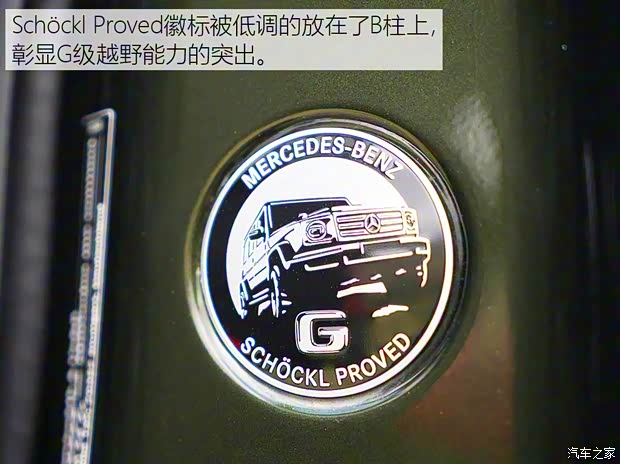 Schöckl Proved徽标被低调的放在了B柱上，
彰显G级越野能力的突出。
MERCEDES-BENZ
G
SCHÖCKL PROVED
汽车之家